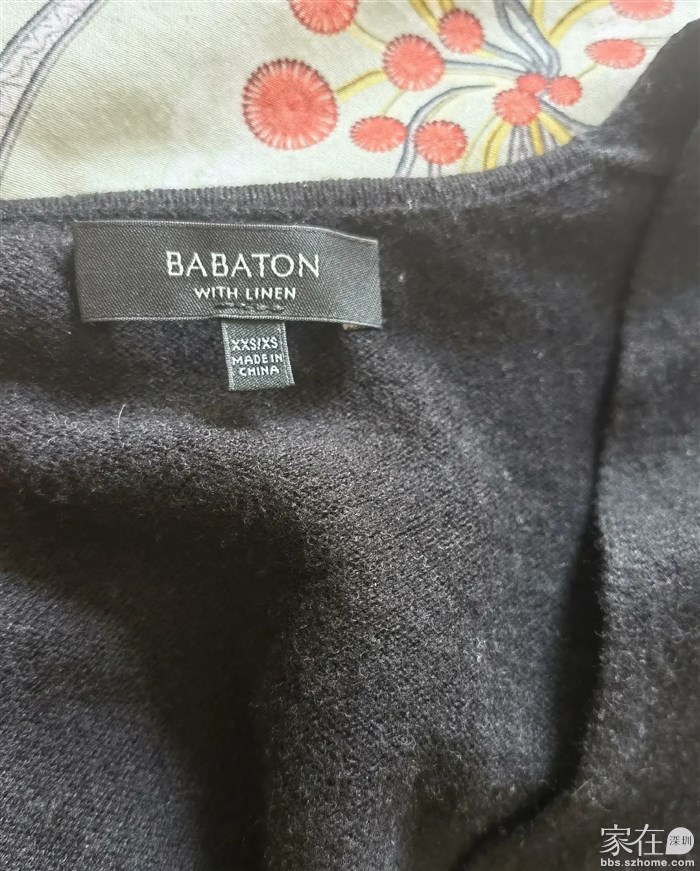 BABATON
WITH LINEN
XXS/XS
MADE IN
CHINA
家在深圳
bbs.szhome.com